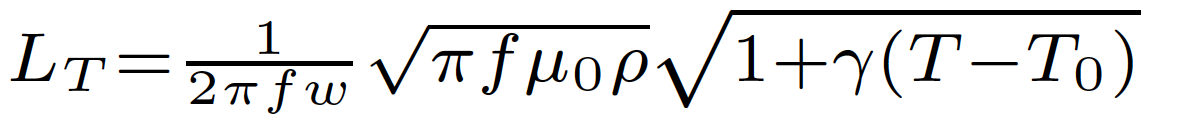 L_T = \frac{1}{2\pi f w} \sqrt{\pi f \mu_0 \rho} \sqrt{1+\gamma(T-T_0)}